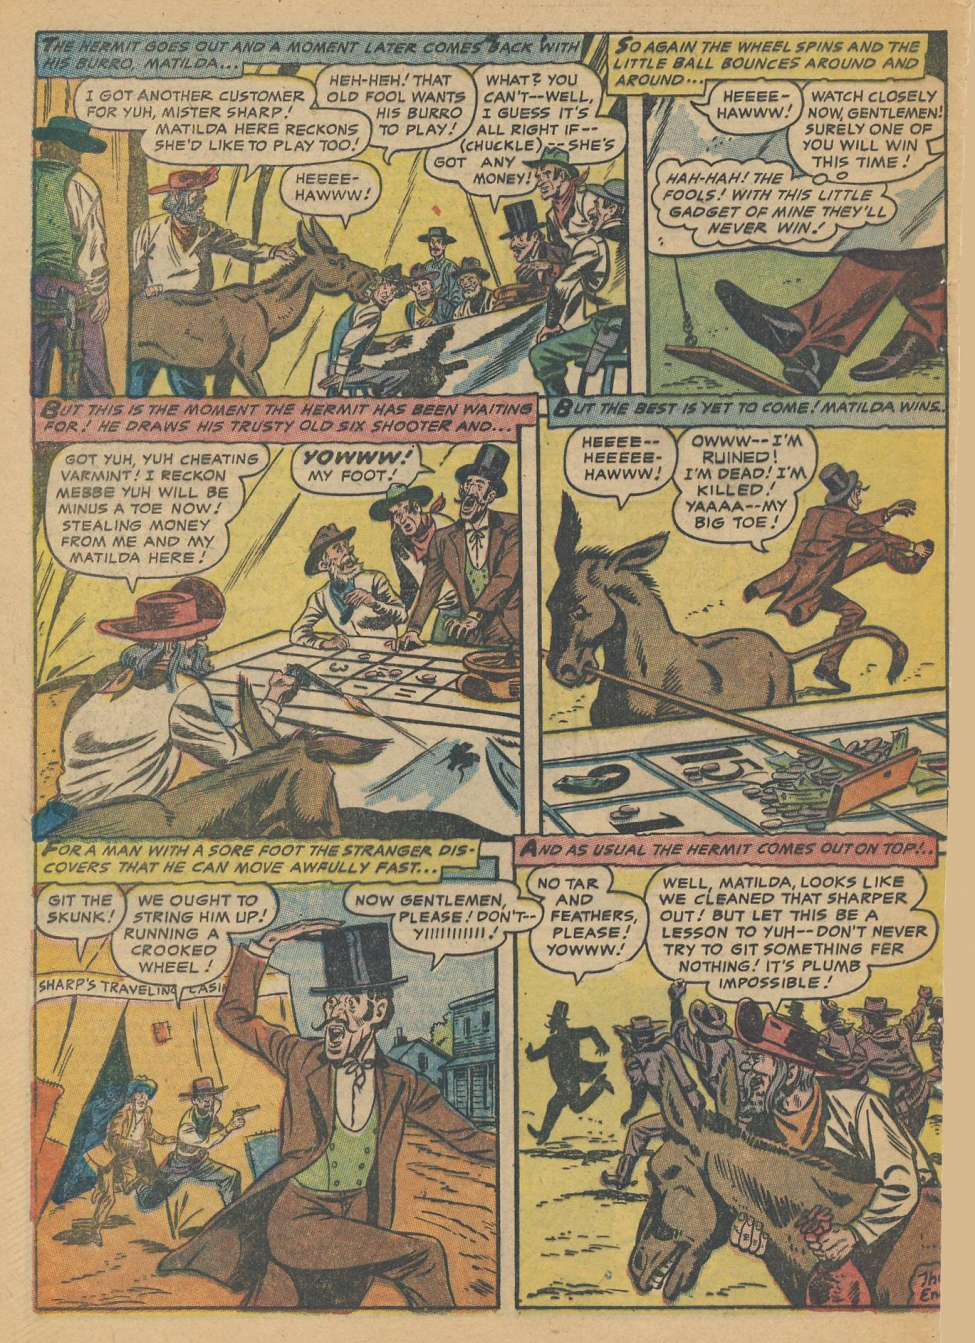 THE HERMIT GOES OUT AND A MOMENT LATER COMES BACK WITH
HIS BURRO, MATILDA...
I GOT ANOTHER CUSTOMER
FOR YUH, MISTER SHARP!
MATILDA HERE RECKONS
SHE'D LIKE TO PLAY TOO!
HEH-HEH! THAT
OLD FOOL WANTS
HIS BURRO
TO PLAY!
WHAT? YOU
CAN'T--WELL,
I GUESS IT'S
ALL RIGHT IF--
(CHUCKLE)-- SHE'S
GOT ANY
MONEY!
HEEEE-
HAWWW!
SO AGAIN THE WHEEL SPINS AND THE
LITTLE BALL BOUNCES AROUND AND
AROUND...
HEEEE-
HAWWW!
WATCH CLOSELY
NOW, GENTLEMEN!
SURELY ONE OF
YOU WILL WIN
THIS TIME!
HAH-HAH! THE
FOOLS! WITH THIS LITTLE
GADGET OF MINE THEY'LL
NEVER WIN!
BUT THIS IS THE MOMENT THE HERMIT HAS BEEN WAITING
FOR! HE DRAWS HIS TRUSTY OLD SIX SHOOTER AND...
GOT YUH, YUH CHEATING
VARMINT! I RECKON
MEBBE YUH WILL BE
MINUS A TOE NOW!
STEALING MONEY
FROM ME AND MY
MATILDA HERE!
YOWWW!
MY FOOT!
3
BUT THE BEST IS YET TO COME! MATILDA WINS..
HEEEE--
HEEEEE-
HAWWW!
OWWW--I'M
RUINED!
I'M DEAD! I'M
KILLED!
YAAAA--MY
BIG TOE!
15
1
FOR A MAN WITH A SORE FOOT THE STRANGER DIS-
COVERS THAT HE CAN MOVE AWFULLY FAST...
GIT THE
SKUNK!
WE OUGHT TO
STRING HIM UP!
RUNNING A
CROOKED
WHEEL!
NOW GENTLEMEN,
PLEASE! DON'T--
YIIIIIIIIII!
SHARP'S TRAVELING CASI
AND AS USUAL THE HERMIT COMES OUT ON TOP!..
NO TAR
AND
FEATHERS,
PLEASE!
YOWWW!
WELL, MATILDA, LOOKS LIKE
WE CLEANED THAT SHARPER
OUT! BUT LET THIS BE A
LESSON TO YUH--DON'T NEVER
TRY TO GIT SOMETHING FER
NOTHING! IT'S PLUMB
IMPOSSIBLE!
The
En